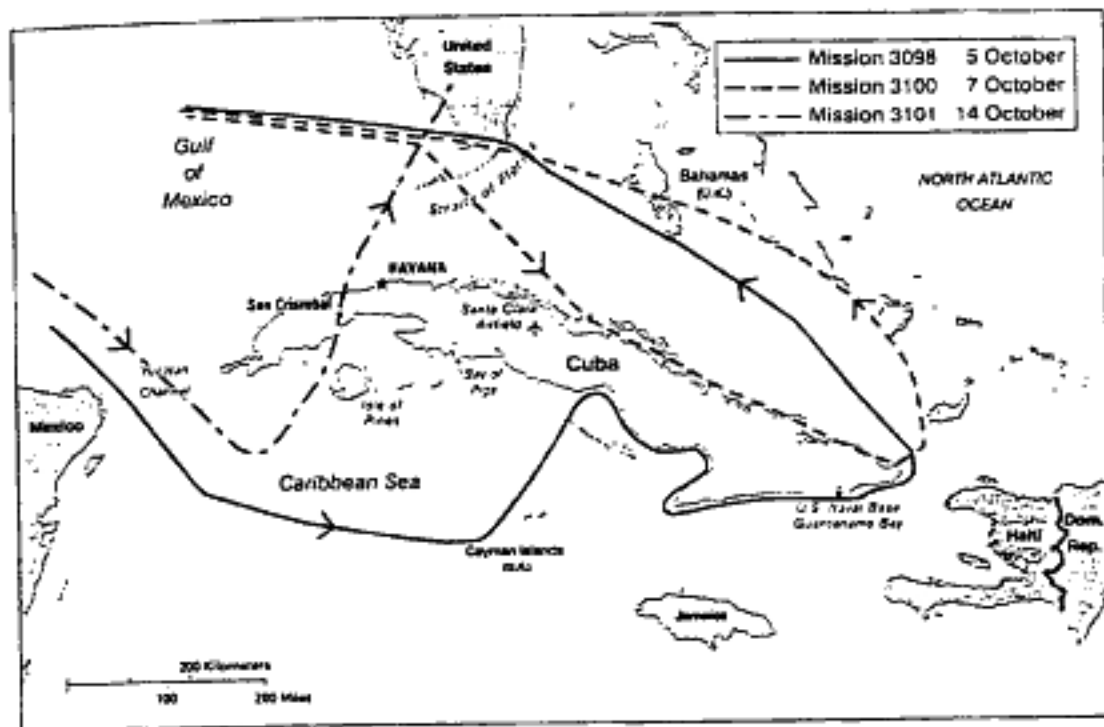 United
States
Mission 3098 5 October
Mission 3100 7 October
Mission 3101 14 October
Gulf
of
Mexico
Bahamas
(U.K.)
NORTH ATLANTIC
OCEAN
Straits of
HAVANA
San Cristobal
Santa Clara
Airfield
Cuba
Yucatan
Channel
Bay of
Pigs
Isle of
Pines
Mexico
Caribbean Sea
U.S. Naval Base
Guantanamo Bay
Haiti
Dom.
Rep.
Cayman Islands
Jamaica
200 Kilometers
100 200 Miles